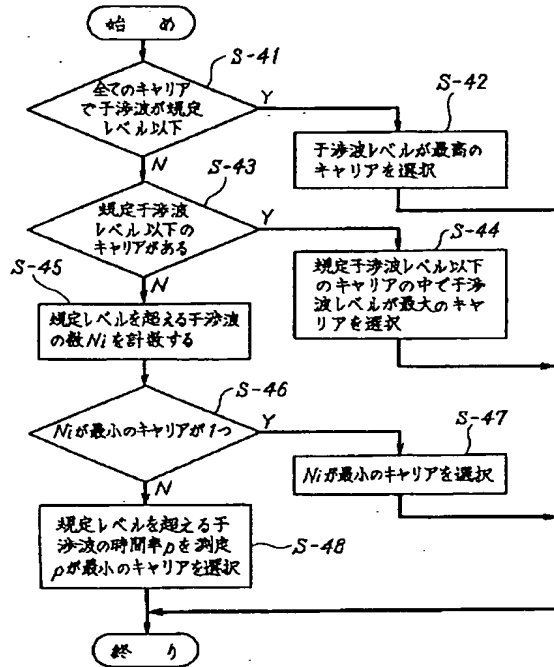 始め
S-41
全てのキャリア
で干渉波が規定
レベル以下
Y
N
S-42
干渉波レベルが最高の
キャリアを選択
S-43
規定干渉波
レベル以下の
キャリアがある
Y
N
S-44
規定干渉波レベル以下
のキャリアの中で干渉
波レベルが最大のキャ
リアを選択
S-45
規定レベルを超える干渉波
の数Niを計数する
S-46
Niが最小のキャリアが1つ
Y
N
S-47
Niが最小のキャリアを選択
規定レベルを超える干
渉波の時間率ρを測定
ρが最小のキャリアを選択
S-48
終り